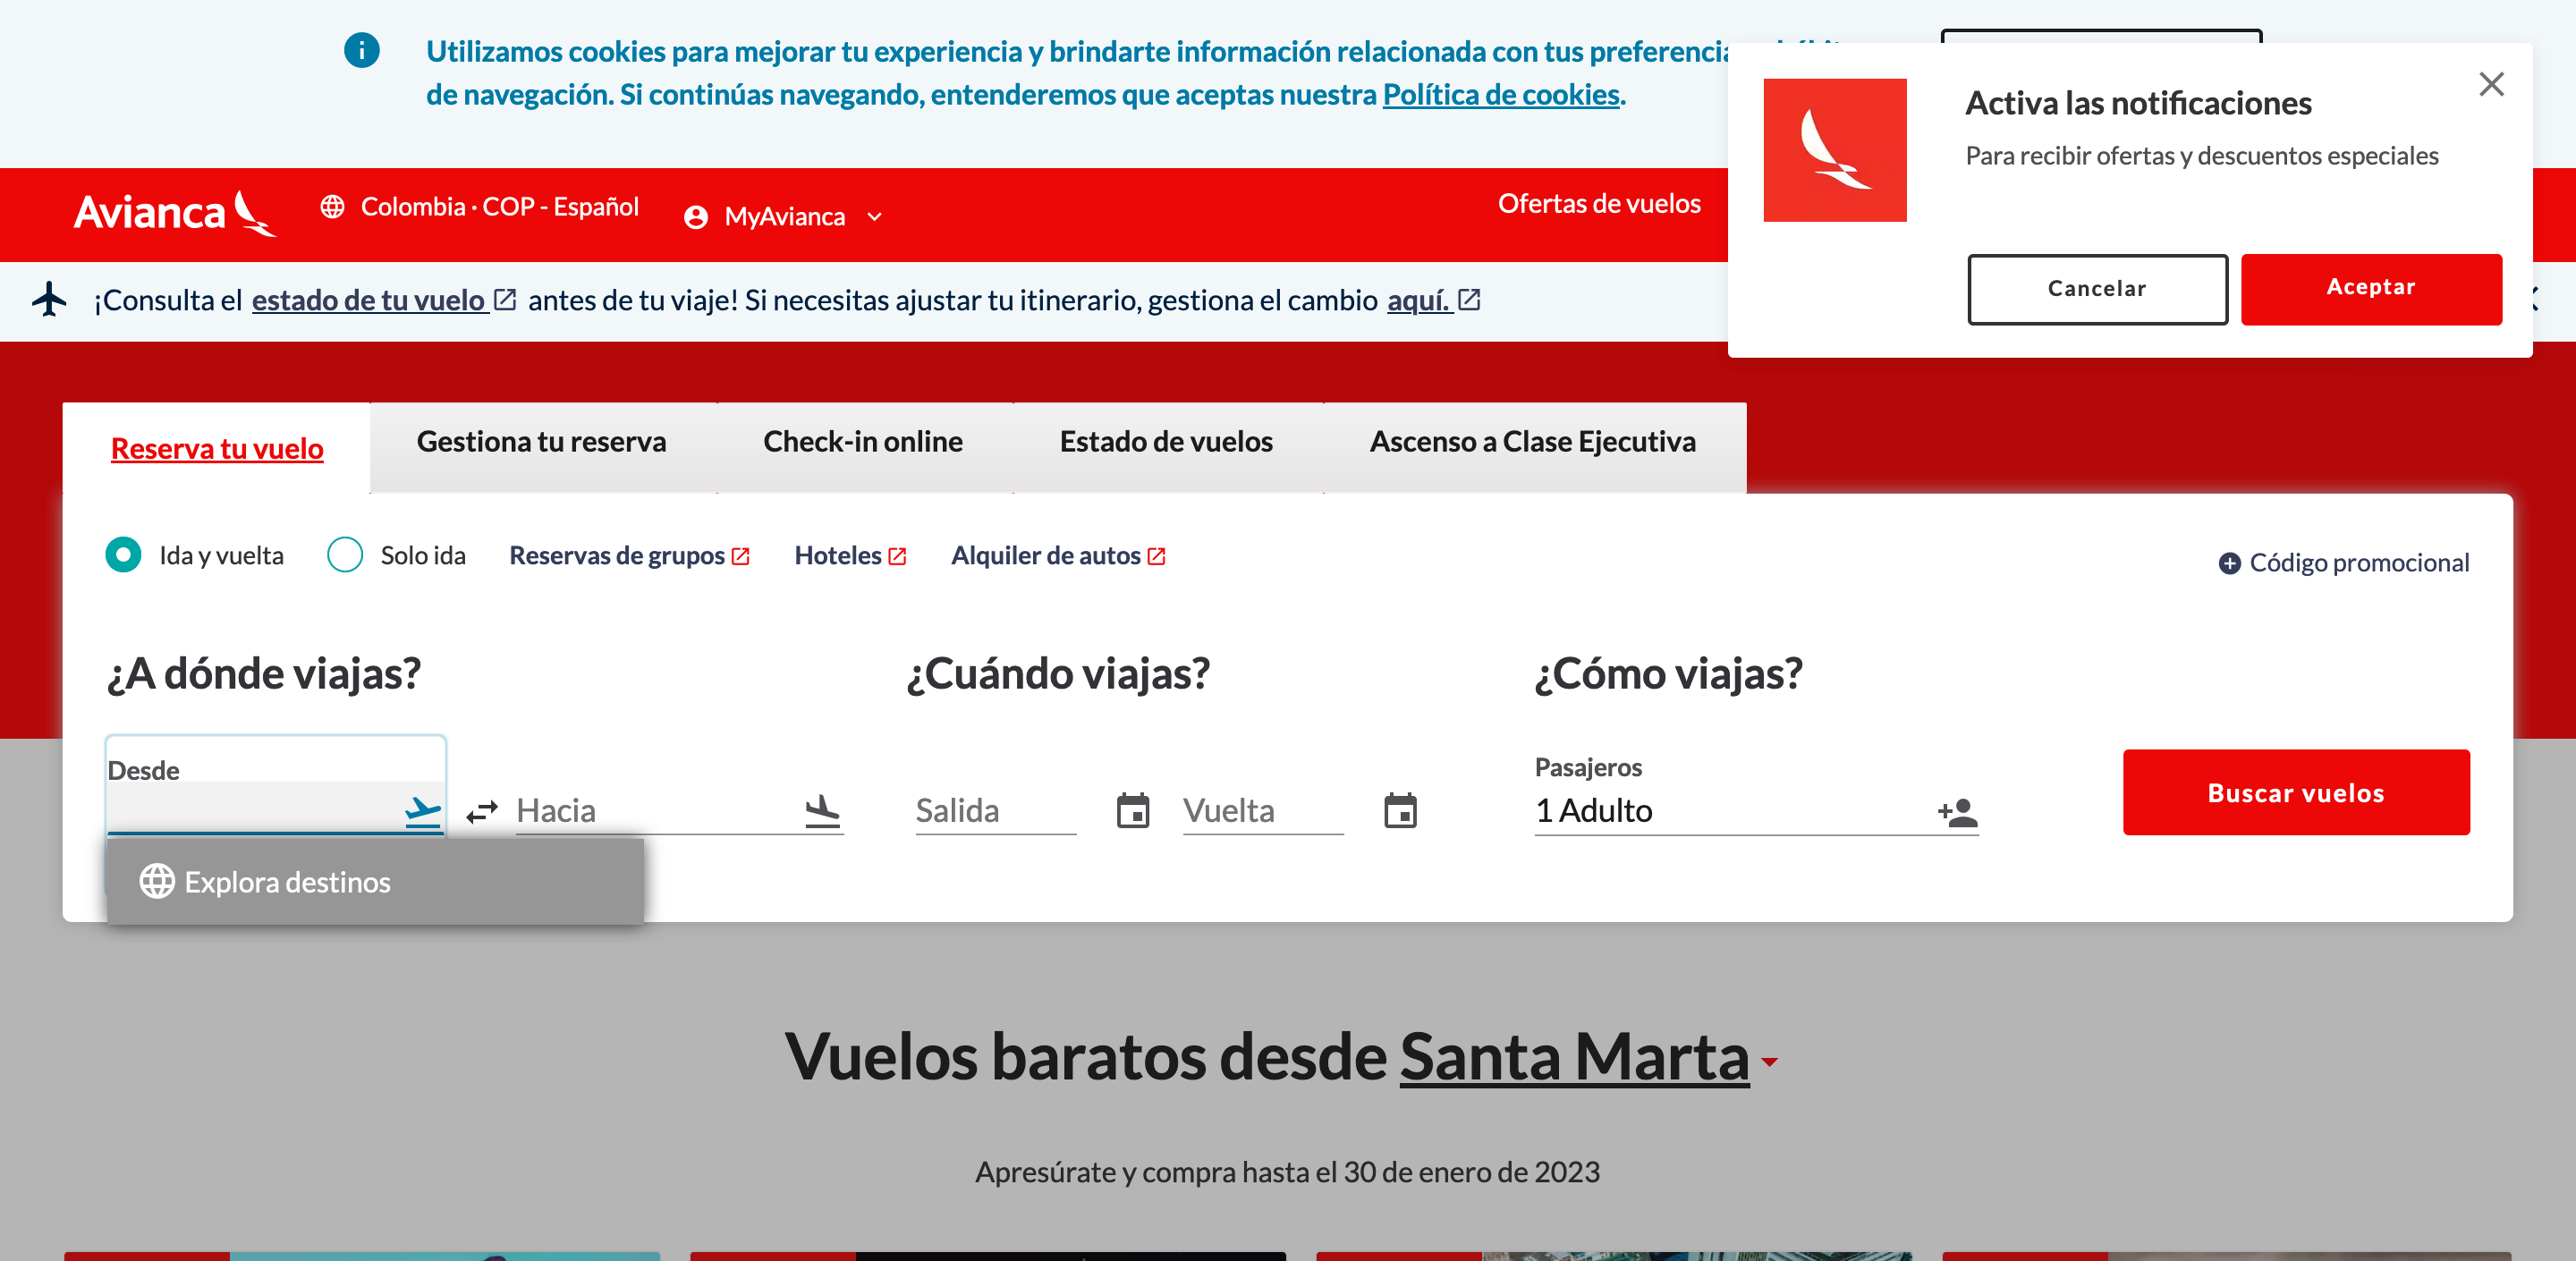 Utilizamos cookies para mejorar tu experiencia y brindarte información relacionada con tus
de navegación. Si continúas navegando, entenderemos que aceptas nuestra Política de cookies.
Activa las notificaciones
Para recibir ofertas y descuentos especiales
Cancelar
Aceptar
Avianca
Colombia · COP - Español
MyAvianca
Ofertas de vuelos
¡Consulta el estado de tu vuelo antes de tu viaje! Si necesitas ajustar tu itinerario, gestiona el cambio aquí.
Reserva tu vuelo
Gestiona tu reserva
Check-in online
Estado de vuelos
Ascenso a Clase Ejecutiva
Ida y vuelta
Solo ida
Reservas de grupos
Hoteles
Alquiler de autos
Código promocional
¿A dónde viajas?
¿Cuándo viajas?
¿Cómo viajas?
Desde
Hacia
Salida
Vuelta
Pasajeros
1 Adulto
Buscar vuelos
Explora destinos
Vuelos baratos desde Santa Marta
Apresúrate y compra hasta el 30 de enero de 2023